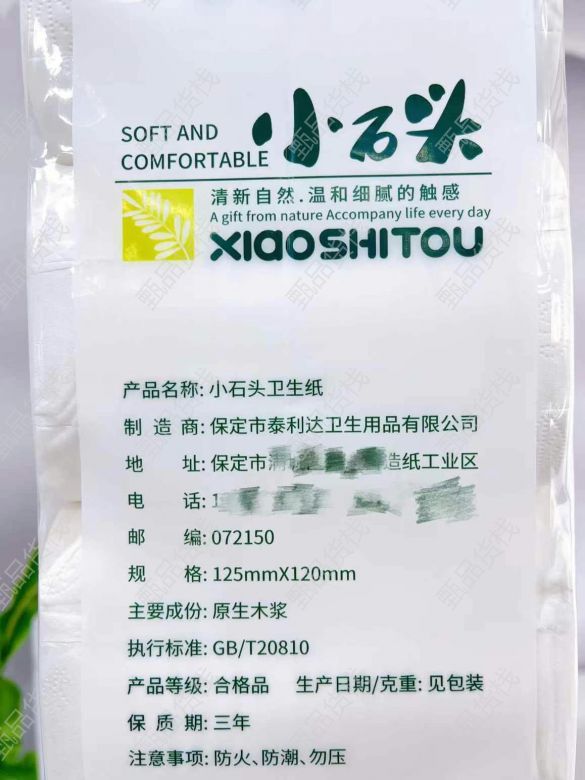 SOFT AND
COMFORTABLE
小石头
清新自然.温和细腻的触感
A gift from nature Accompany life every day
XIAOSHITOU
产品名称: 小石头卫生纸
制造商: 保定市泰利达卫生用品有限公司
地址: 保定市满造纸工业区
电话: 1
邮编: 072150
规格: 125mmX120mm
主要成份: 原生木浆
执行标准: GB/T20810
产品等级: 合格品 生产日期/克重: 见包装
保质期: 三年
注意事项: 防火、防潮、勿压
甄品货栈